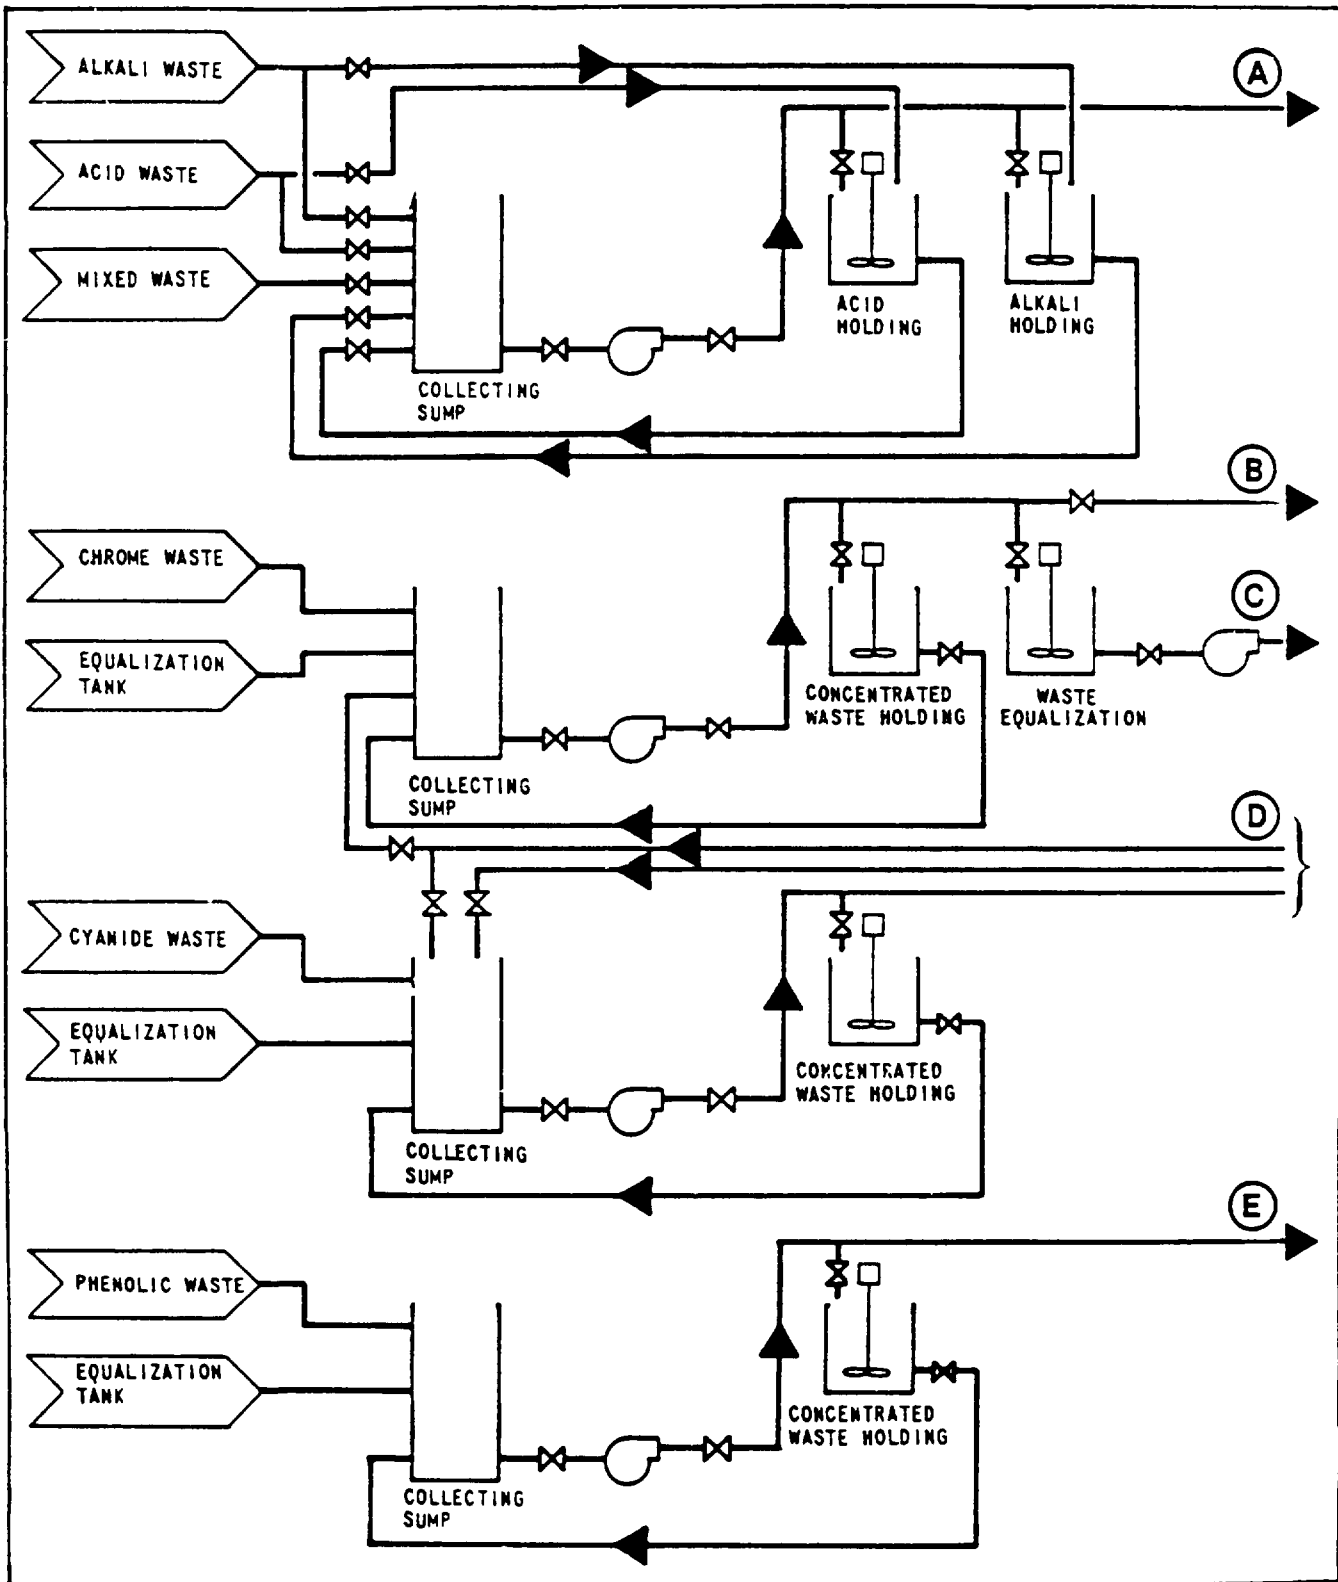 ALKALI WASTE
A
ACID WASTE
MIXED WASTE
ACID
HOLDING
ALKALI
HOLDING
COLLECTING
SUMP
B
CHROME WASTE
C
EQUALIZATION
TANK
CONCENTRATED
WASTE HOLDING
WASTE
EQUALIZATION
COLLECTING
SUMP
D
CYANIDE WASTE
EQUALIZATION
TANK
CONCENTRATED
WASTE HOLDING
COLLECTING
SUMP
E
PHENOLIC WASTE
EQUALIZATION
TANK
CONCENTRATED
WASTE HOLDING
COLLECTING
SUMP